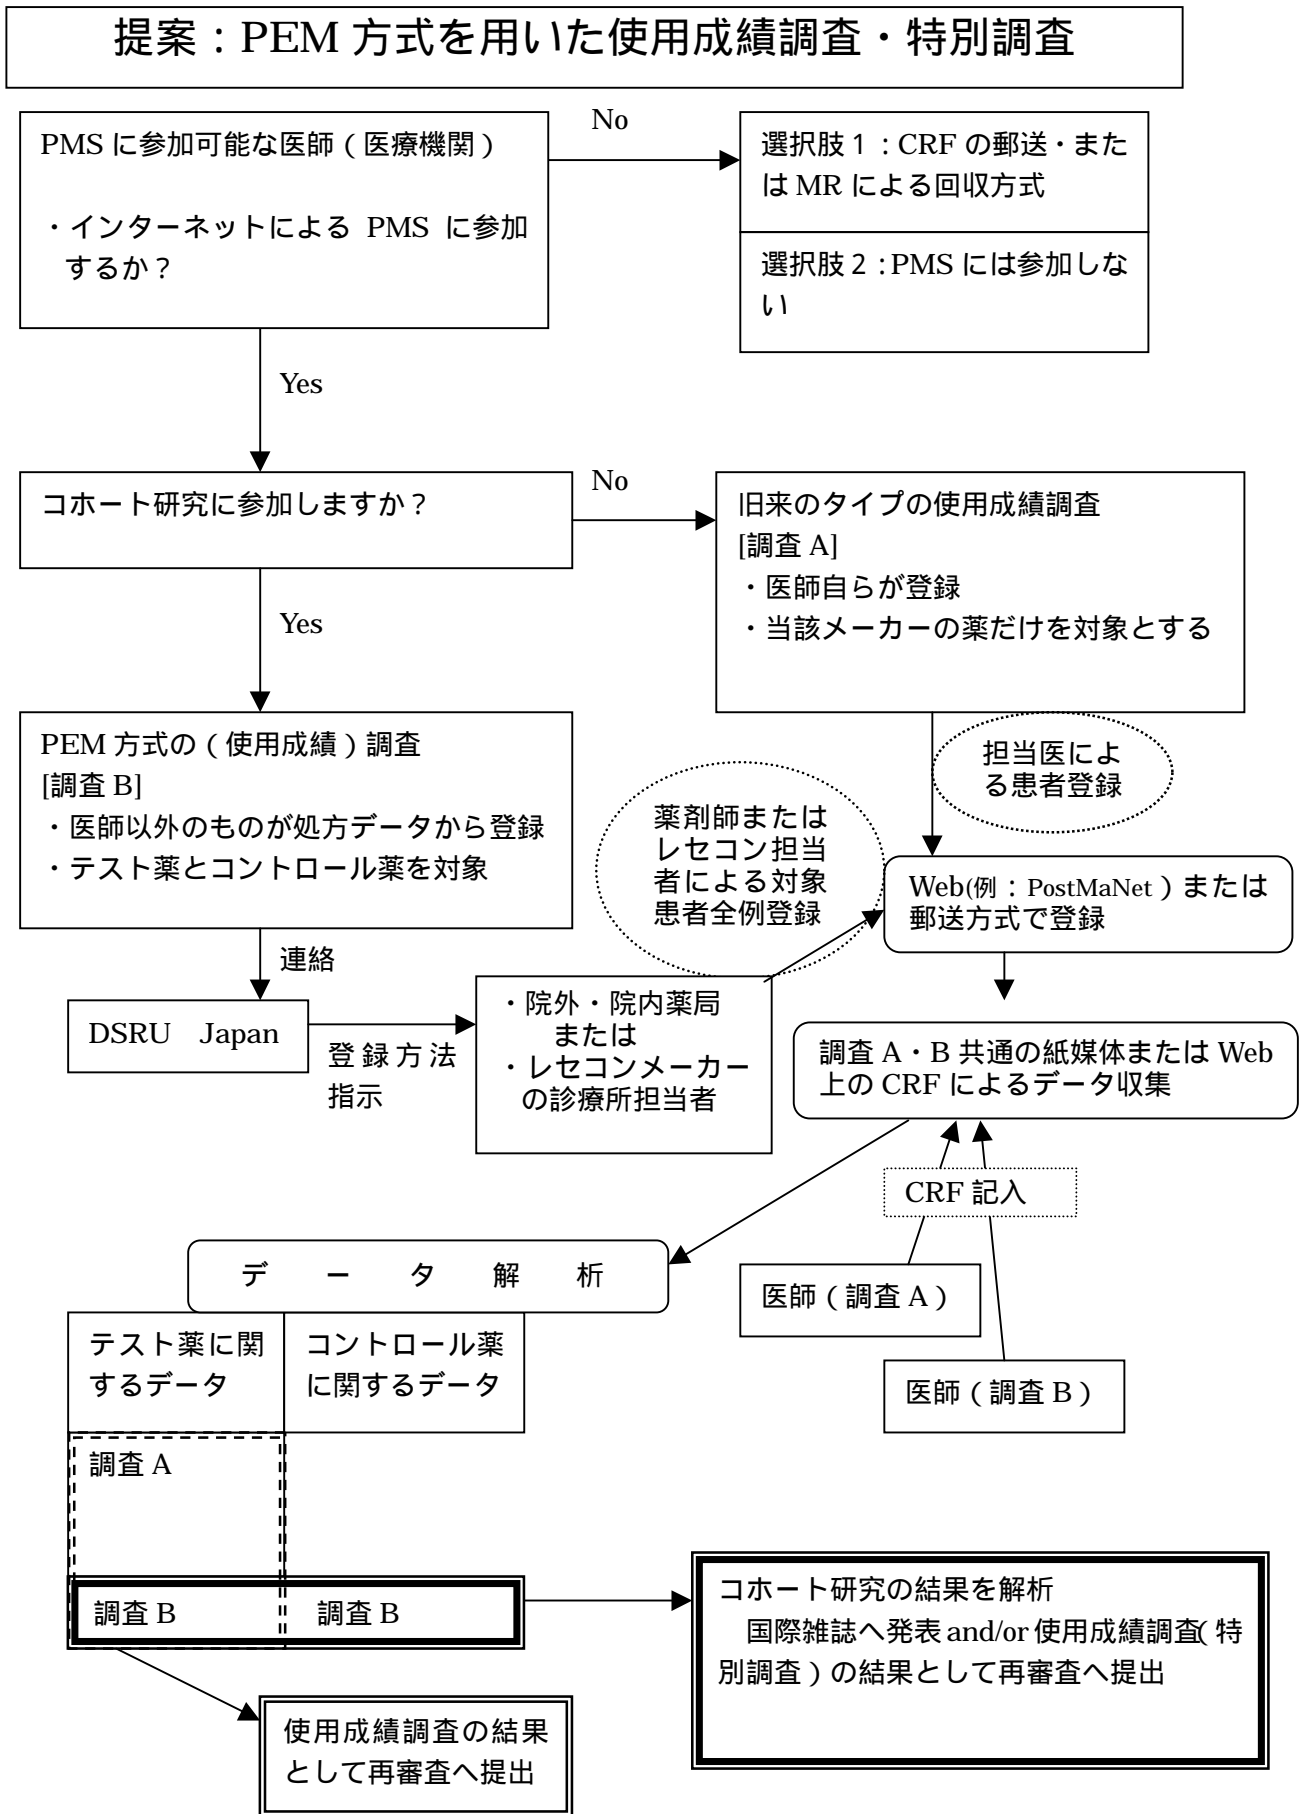 提案：PEM 方式を用いた使用成績調査・特別調査
PMS に参加可能な医師（医療機関）
・インターネットによる PMS に参加
するか？
No
選択肢１：CRF の郵送・また
は MR による回収方式
選択肢２：PMS には参加しな
い
Yes
コホート研究に参加しますか？
No
旧来のタイプの使用成績調査
[調査 A]
・医師自らが登録
・当該メーカーの薬だけを対象とする
Yes
PEM 方式の（使用成績）調査
[調査 B]
・医師以外のものが処方データから登録
・テスト薬とコントロール薬を対象
担当医によ
る患者登録
薬剤師または
レセコン担当
者による対象
患者全例登録
Web(例：PostMaNet）または
郵送方式で登録
連絡
DSRU　Japan
登録方法
指示
・院外・院内薬局
または
・レセコンメーカー
の診療所担当者
調査 A・B 共通の紙媒体または Web
上の CRF によるデータ収集
CRF 記入
医師（調査 A）
医師（調査 B）
デ　ー　タ　解　析
テスト薬に関
するデータ
コントロール薬
に関するデータ
調査 A
調査 B
調査 B
コホート研究の結果を解析
国際雑誌へ発表 and/or 使用成績調査（特
別調査）の結果として再審査へ提出
使用成績調査の結果
として再審査へ提出